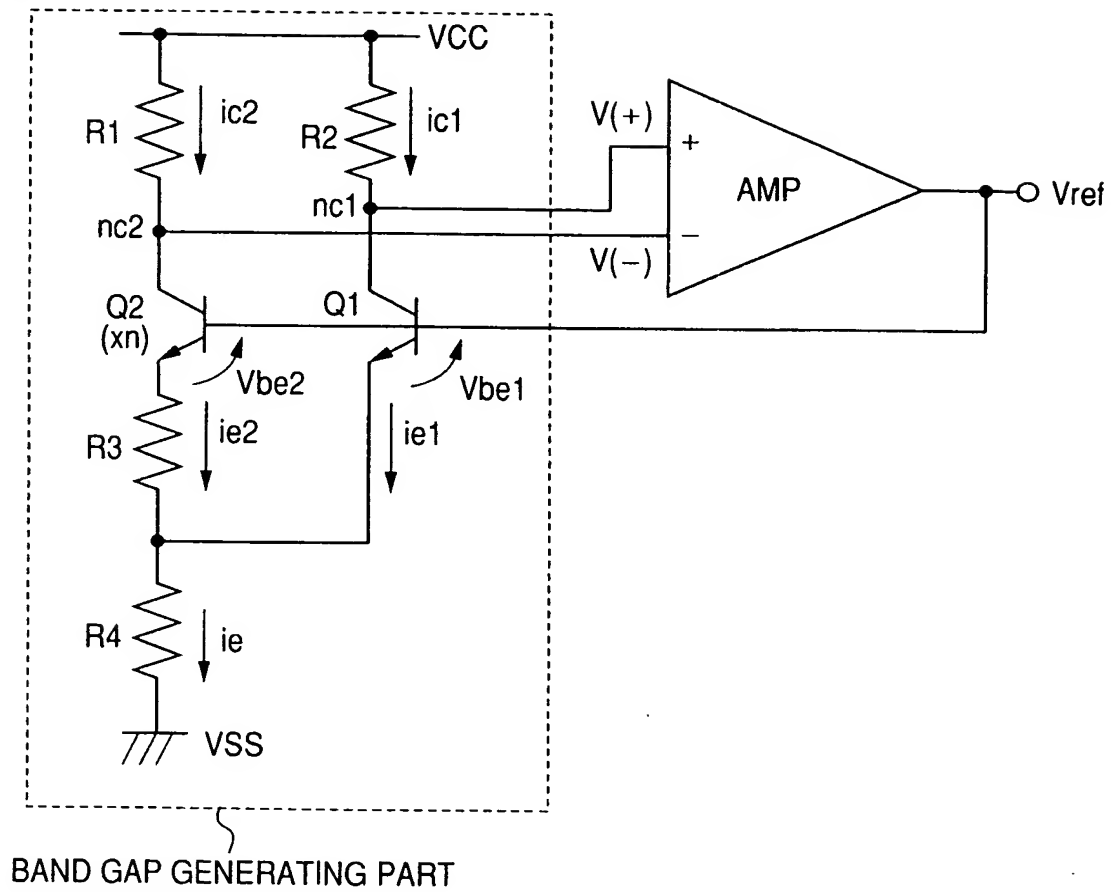 VCC
R1
ic2
R2
ic1
V(+)
+
AMP
Vref
nc1
nc2
−
V(−)
Q2
(xn)
Q1
Vbe2
Vbe1
R3
ie2
ie1
R4
ie
VSS
BAND GAP GENERATING PART